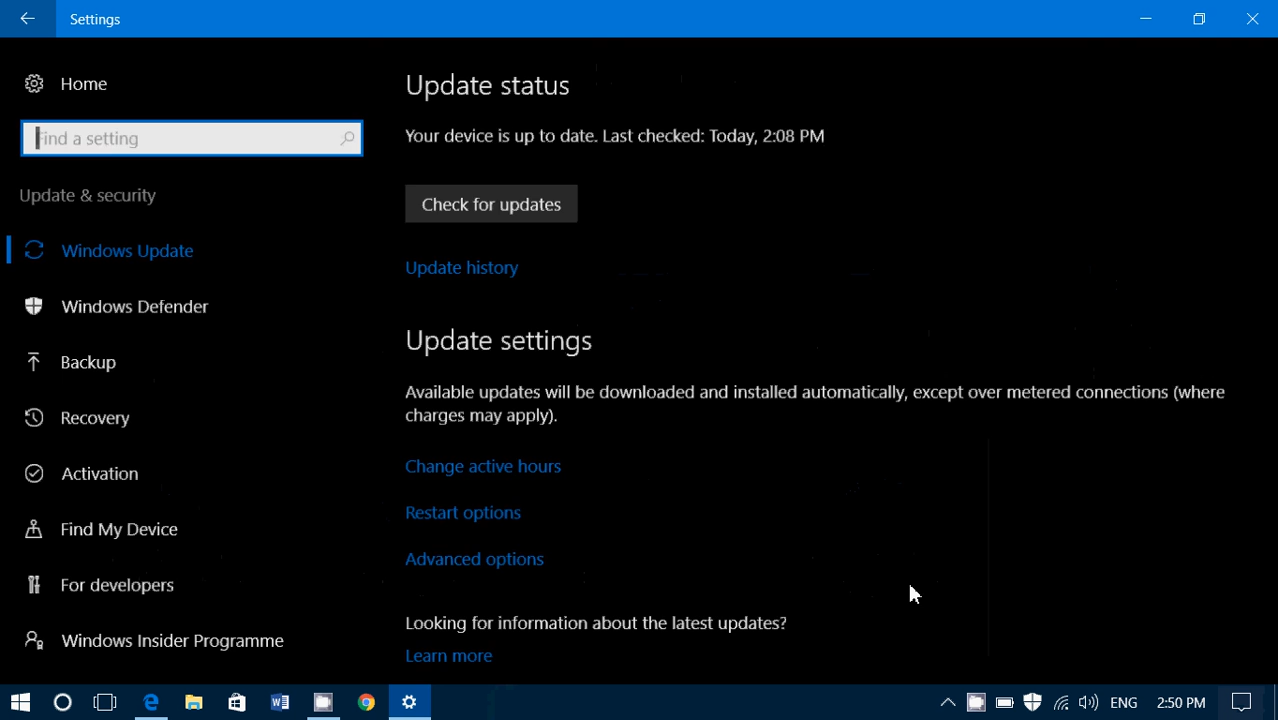 Settings
Home
Find a setting
Update & security
Windows Update
Windows Defender
Backup
Recovery
Activation
Find My Device
For developers
Windows Insider Programme
Update status
Your device is up to date. Last checked: Today, 2:08 PM
Check for updates
Update history
Update settings
Available updates will be downloaded and installed automatically, except over metered connections (where
charges may apply).
Change active hours
Restart options
Advanced options
Looking for information about the latest updates?
Learn more
ENG 2:50 PM